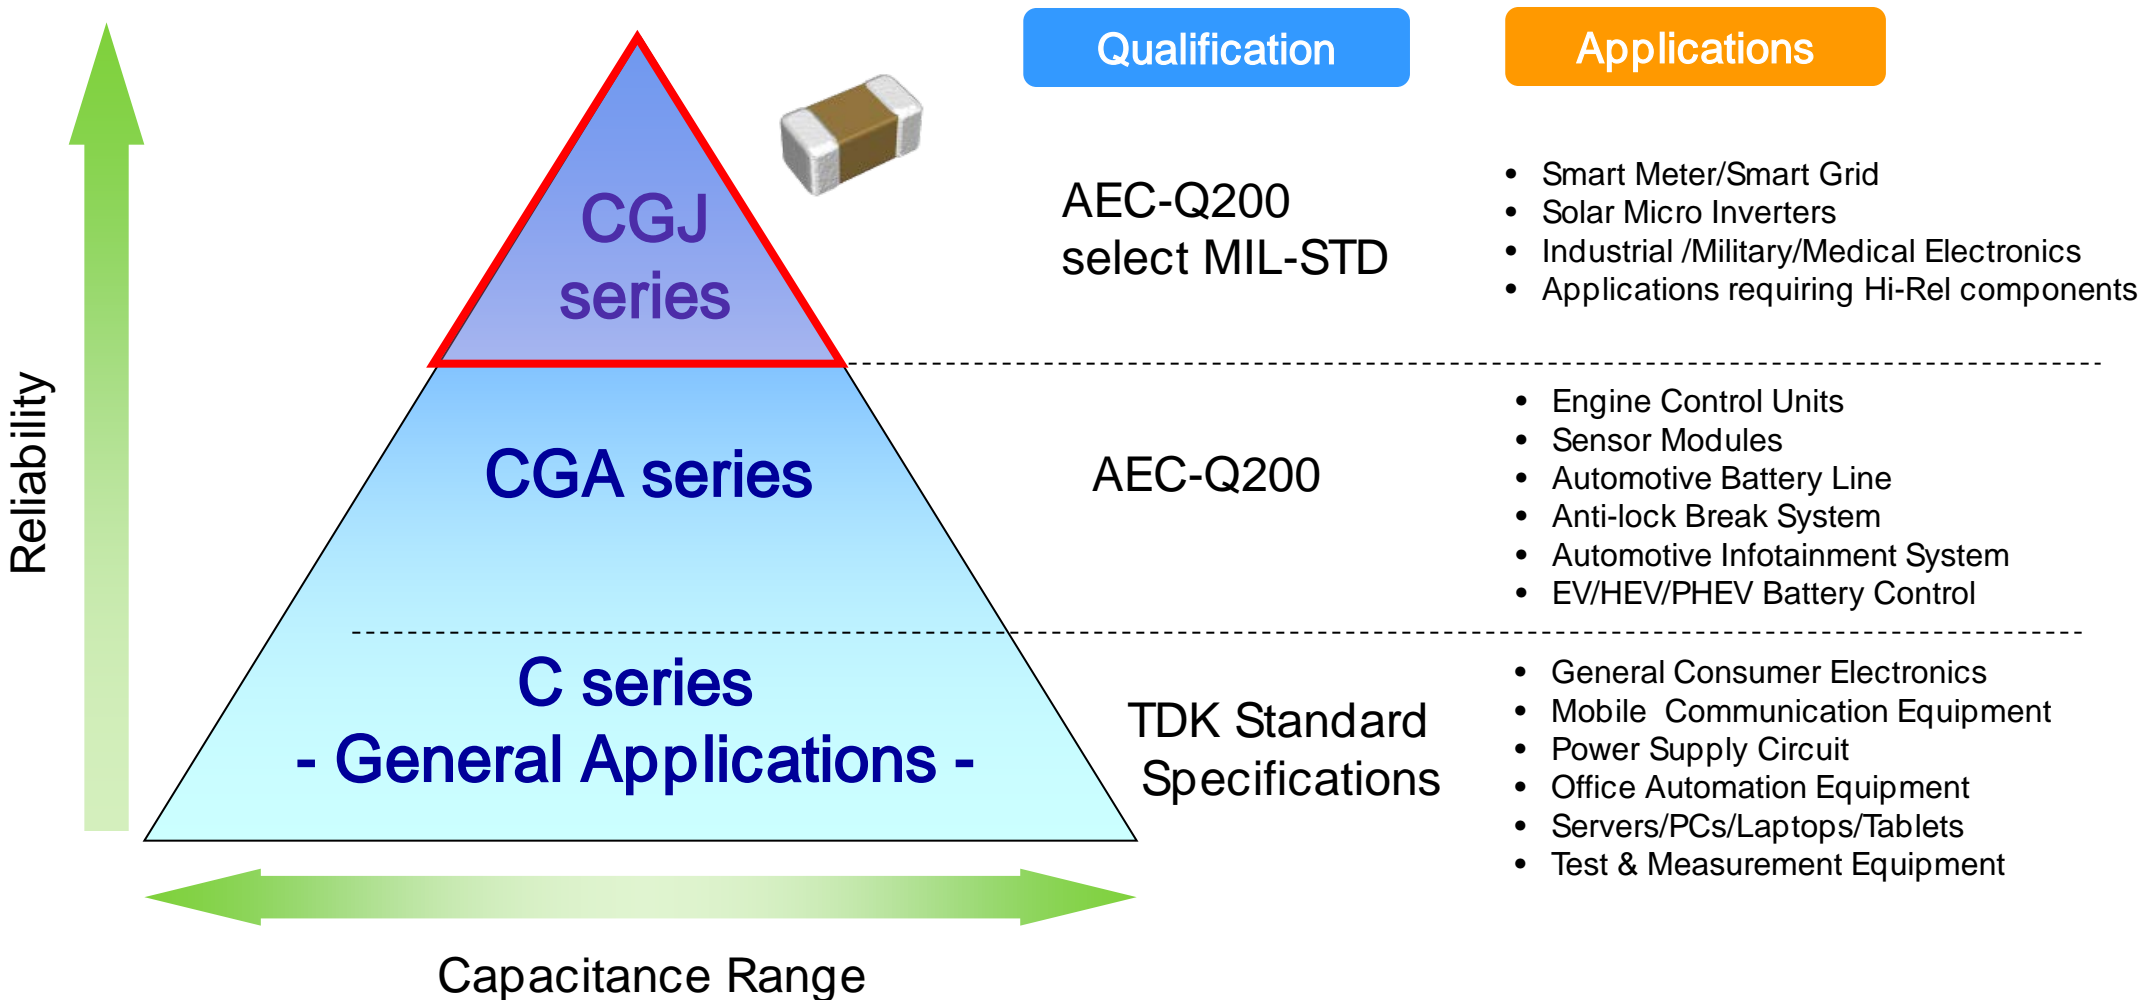 Qualification
Applications
CGJ
series
AEC-Q200
select MIL-STD
• Smart Meter/Smart Grid
• Solar Micro Inverters
• Industrial /Military/Medical Electronics
• Applications requiring Hi-Rel components
Reliability
CGA series
AEC-Q200
• Engine Control Units
• Sensor Modules
• Automotive Battery Line
• Anti-lock Break System
• Automotive Infotainment System
• EV/HEV/PHEV Battery Control
C series
- General Applications -
TDK Standard
Specifications
• General Consumer Electronics
• Mobile  Communication Equipment
• Power Supply Circuit
• Office Automation Equipment
• Servers/PCs/Laptops/Tablets
• Test & Measurement Equipment
Capacitance Range